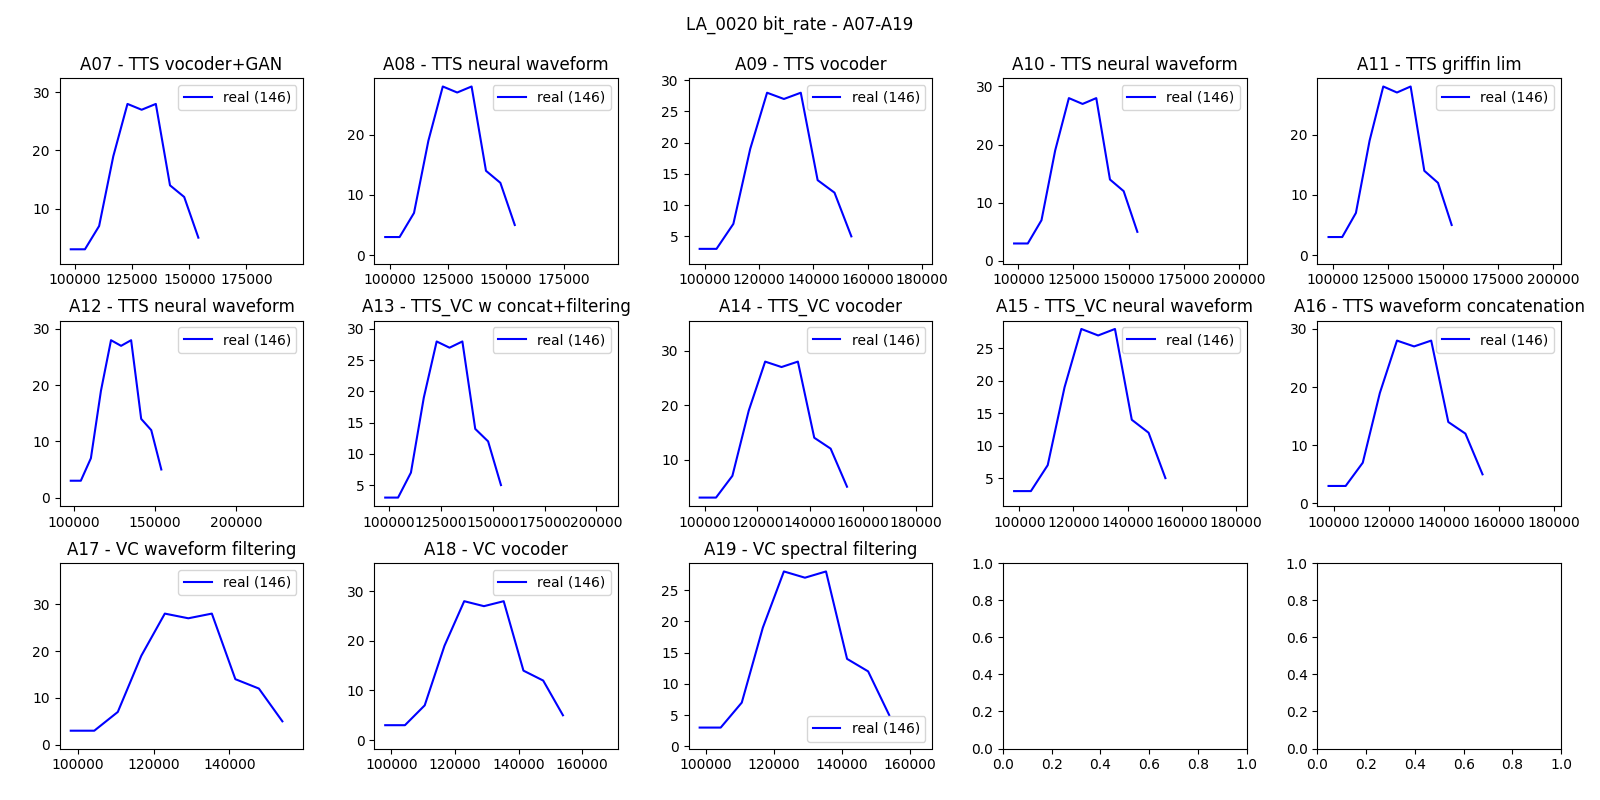 LA_0020 bit_rate - A07-A19
A07 - TTS vocoder+GAN
A08 - TTS neural waveform
A09 - TTS vocoder
A10 - TTS neural waveform
A11 - TTS griffin lim
real (146)
real (146)
real (146)
real (146)
real (146)
30
20
10
20
10
0
30
25
20
15
10
5
30
20
10
0
20
10
0
100000 125000 150000 175000
100000 125000 150000 175000
100000 120000 140000 160000 180000
100000 125000 150000 175000 200000
100000 125000 150000 175000 200000
A12 - TTS neural waveform
A13 - TTS_VC w concat+filtering
A14 - TTS_VC vocoder
A15 - TTS_VC neural waveform
A16 - TTS waveform concatenation
real (146)
real (146)
real (146)
real (146)
real (146)
30
20
10
0
30
25
20
15
10
5
30
20
10
25
20
15
10
5
30
20
10
0
100000 150000 200000
100000 125000 150000 175000 200000
100000 120000 140000 160000 180000
100000 120000 140000 160000 180000
100000 120000 140000 160000 180000
A17 - VC waveform filtering
A18 - VC vocoder
A19 - VC spectral filtering
real (146)
real (146)
real (146)
30
20
10
0
30
20
10
0
25
20
15
10
5
0
1.0
0.8
0.6
0.4
0.2
0.0
1.0
0.8
0.6
0.4
0.2
0.0
100000 120000 140000
100000 120000 140000 160000
100000 120000 140000 160000
0.0 0.2 0.4 0.6 0.8 1.0
0.0 0.2 0.4 0.6 0.8 1.0